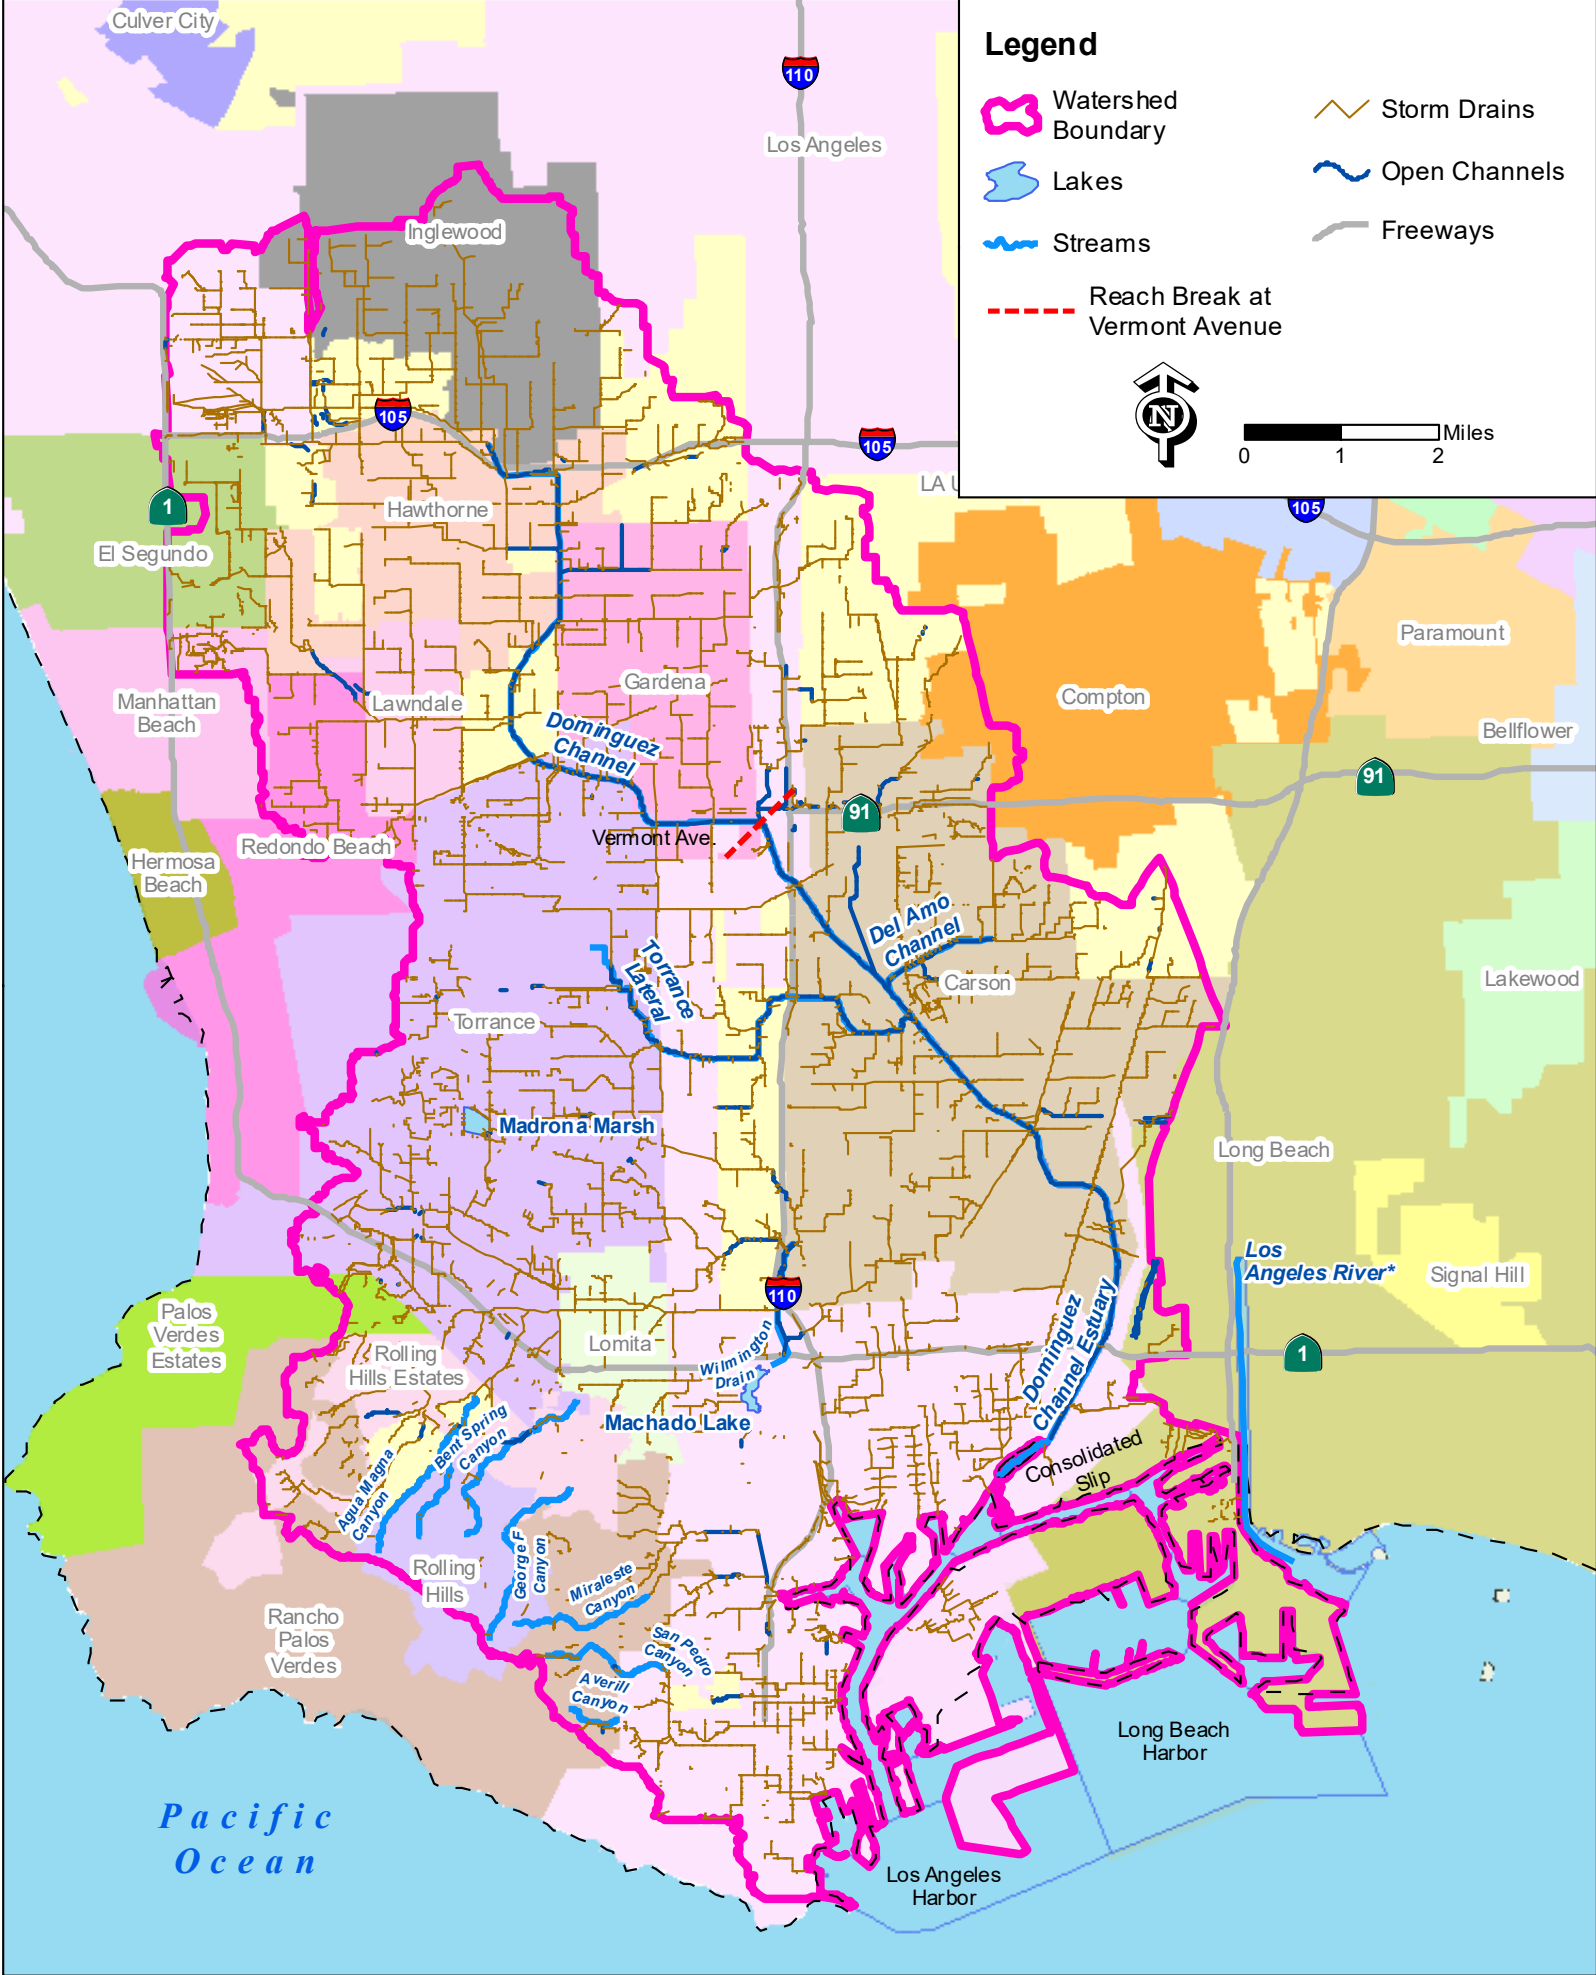 Culver City
110
Los Angeles
Legend
Watershed
Boundary
Lakes
Streams
Reach Break at
Vermont Avenue
Storm Drains
Open Channels
Freeways
N
Miles
0 1 2
Inglewood
105
105
LA U
105
1
Hawthorne
El Segundo
Paramount
Gardena
Compton
Manhattan
Beach
Lawndale
Bellflower
Dominguez
Channel
91
91
Vermont Ave.
Redondo Beach
Hermosa
Beach
Del Amo
Channel
Torrance
Lateral
Carson
Lakewood
Torrance
Madrona Marsh
Long Beach
Los
Angeles River*
Signal Hill
110
Palos
Verdes
Estates
Lomita
Rolling
Hills Estates
Wilmington
Drain
Dominguez
Channel Estuary
1
Machado Lake
Bent Spring
Canyon
Agua Magna
Canyon
Consolidated
Slip
George F
Canyon
Rolling
Hills
Miraleste
Canyon
Rancho
Palos
Verdes
San Pedro
Canyon
Averill
Canyon
Long Beach
Harbor
Pacific
Ocean
Los Angeles
Harbor